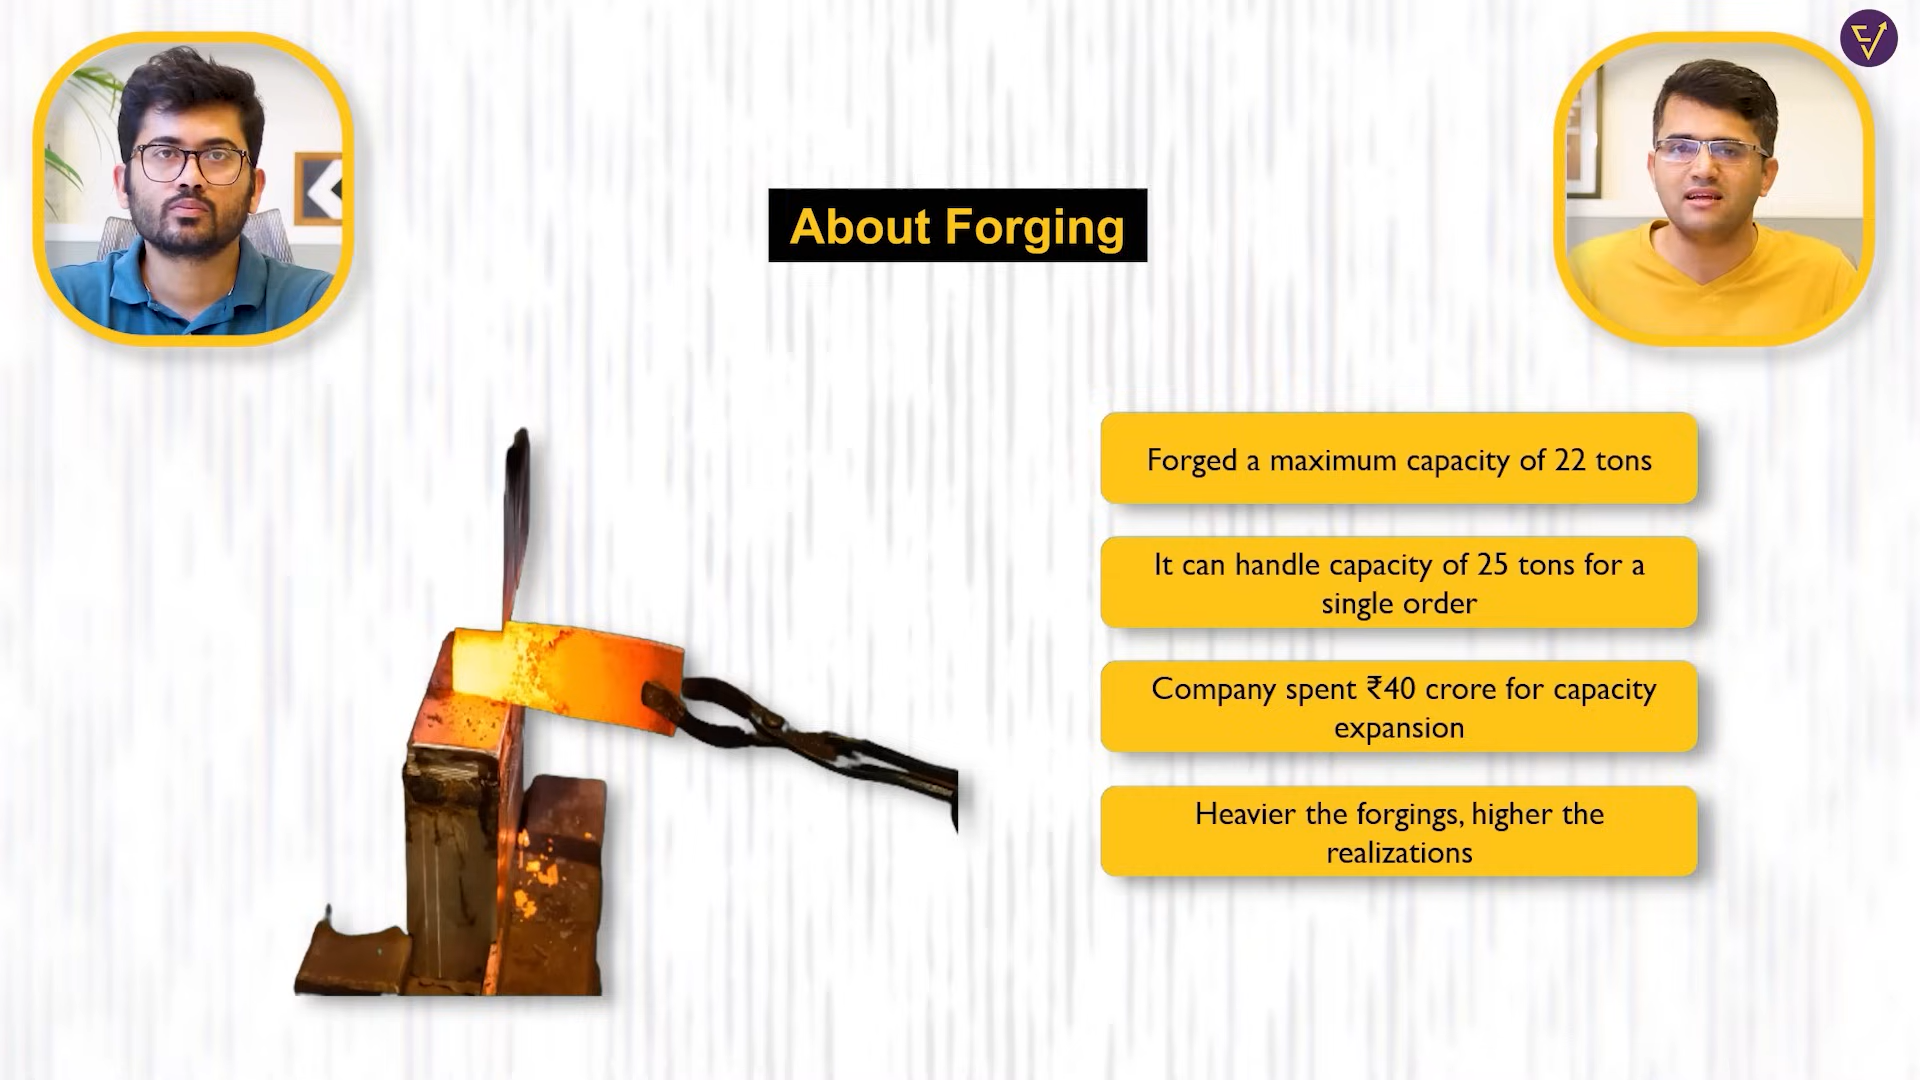 About Forging
Forged a maximum capacity of 22 tons
It can handle capacity of 25 tons for a
single order
Company spent ₹40 crore for capacity
expansion
Heavier the forgings, higher the
realizations